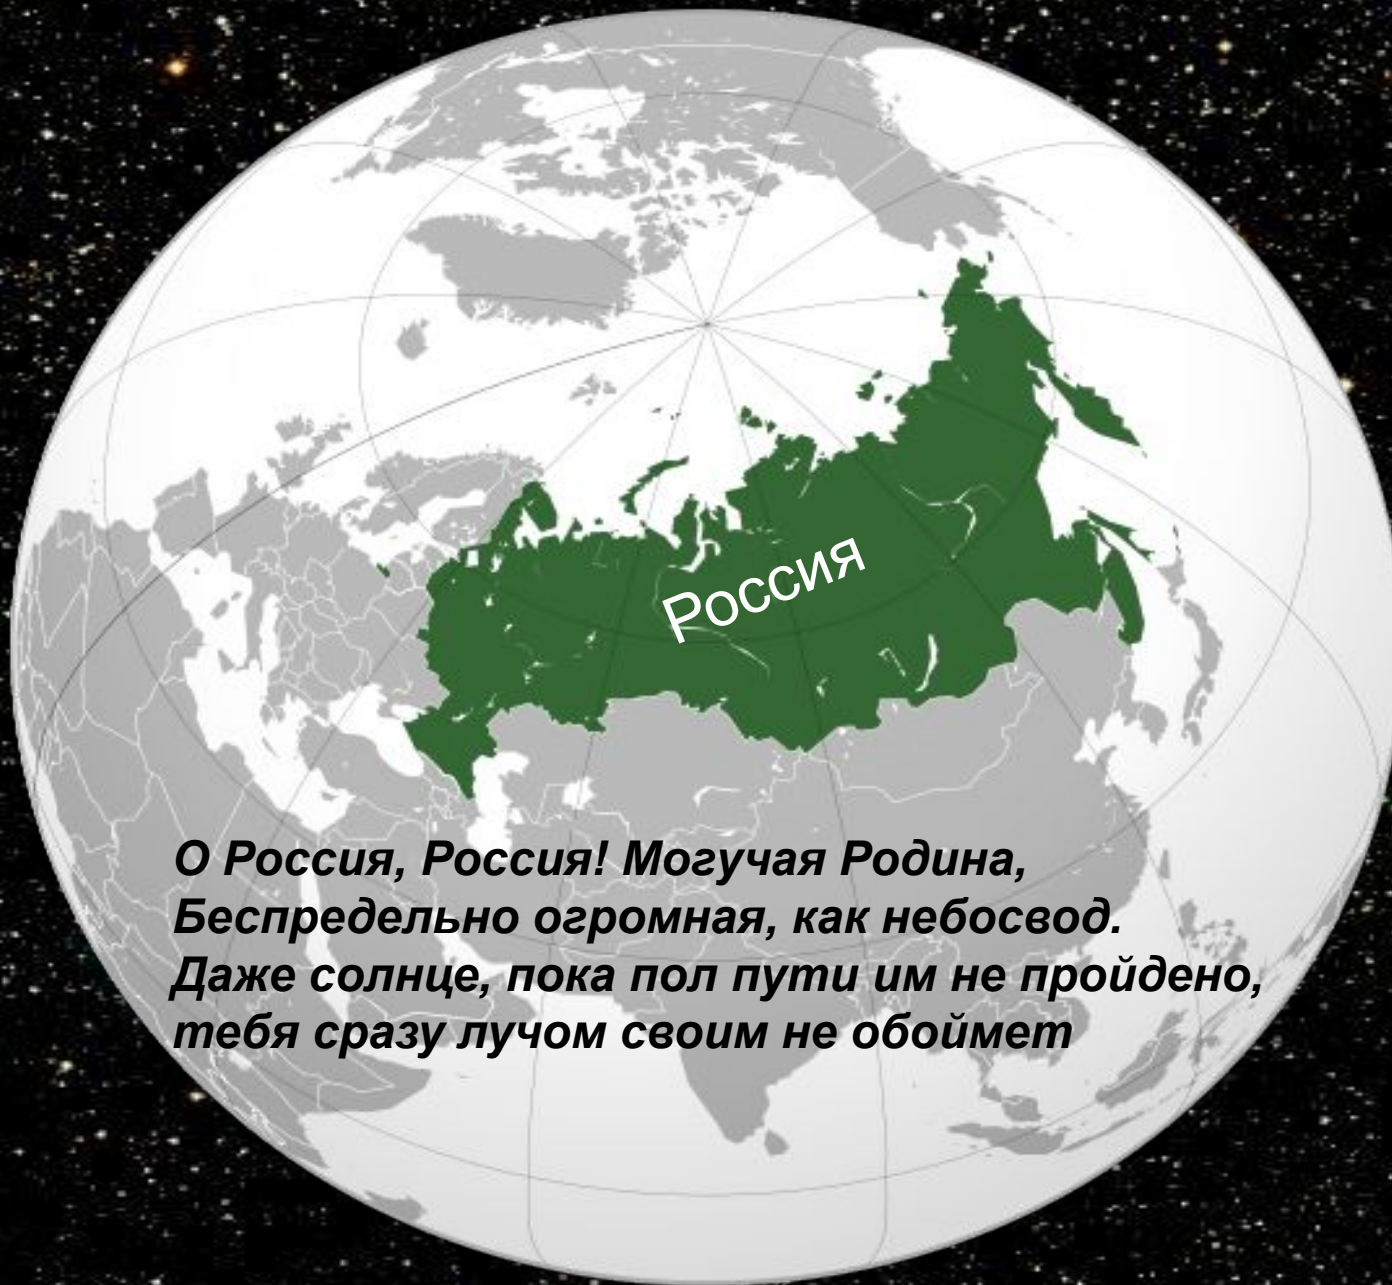 Россия
О Россия, Россия! Могучая Родина,
Беспредельно огромная, как небосвод.
Даже солнце, пока пол пути им не пройдено,
тебя сразу лучом своим не обоймет